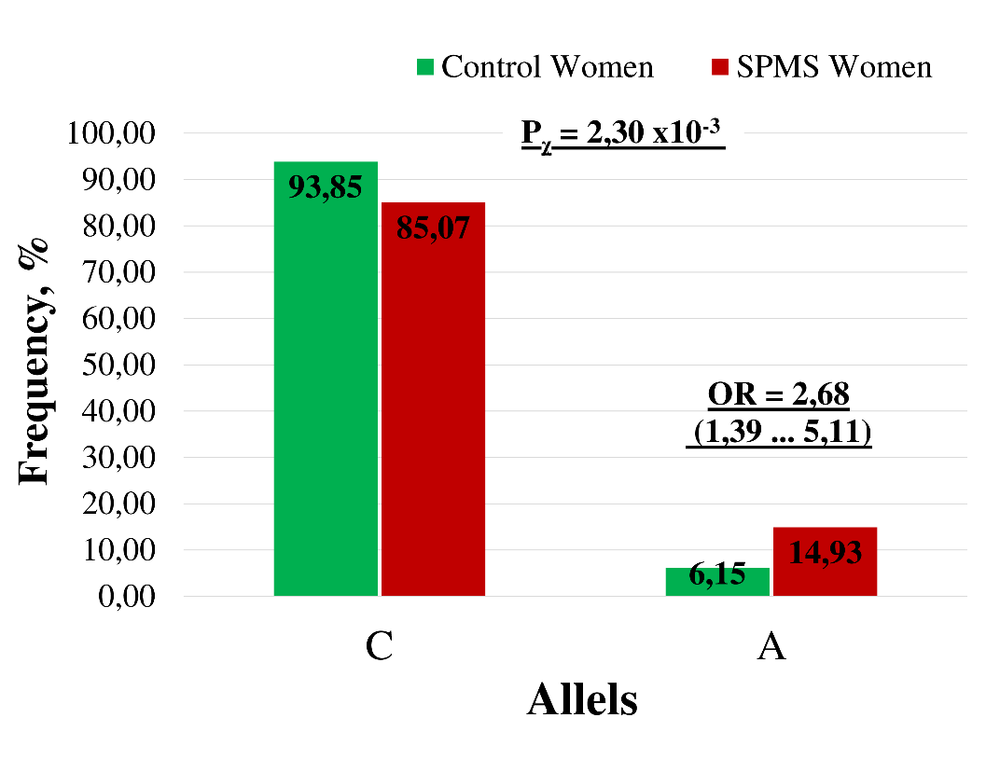 Control Women SPMS Women
P𝜒 = 2,30 x10-3
100,00
90,00
80,00
70,00
60,00
50,00
40,00
30,00
20,00
10,00
0,00
Frequency, %
93,85
85,07
OR = 2,68
(1,39 ... 5,11)
6,15
14,93
C A
Allels